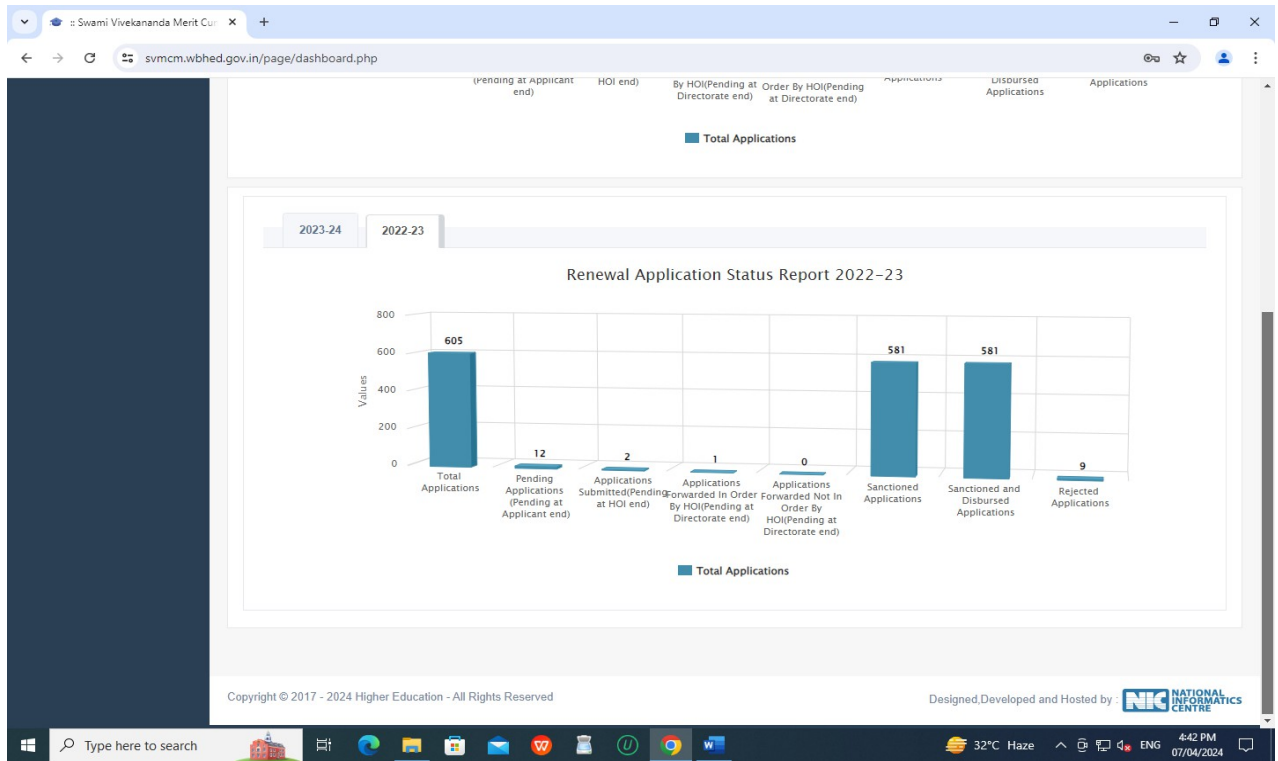 :: Swami Vivekananda Merit Cur
svmcm.wbhed.gov.in/page/dashboard.php
(Pending at Applicant end)
HOI end)
By HOI(Pending at Directorate end)
Order By HOI(Pending at Directorate end)
Applications
Disbursed Applications
Applications
Total Applications
2023-24
2022-23
Renewal Application Status Report 2022-23
Values
800
600
400
200
0
605
12
2
1
0
581
581
9
Total
Applications
Pending
Applications
(Pending at
Applicant end)
Applications
Submitted(Pending
at HOI end)
Applications
Forwarded In Order
By HOI(Pending at
Directorate end)
Applications
Forwarded Not In
Order By
HOI(Pending at
Directorate end)
Sanctioned
Applications
Sanctioned and
Disbursed
Applications
Rejected
Applications
Total Applications
Copyright © 2017 - 2024 Higher Education - All Rights Reserved
Designed,Developed and Hosted by :
NIC NATIONAL
INFORMATICS
CENTRE
Type here to search
32°C Haze
ENG
4:42 PM
07/04/2024